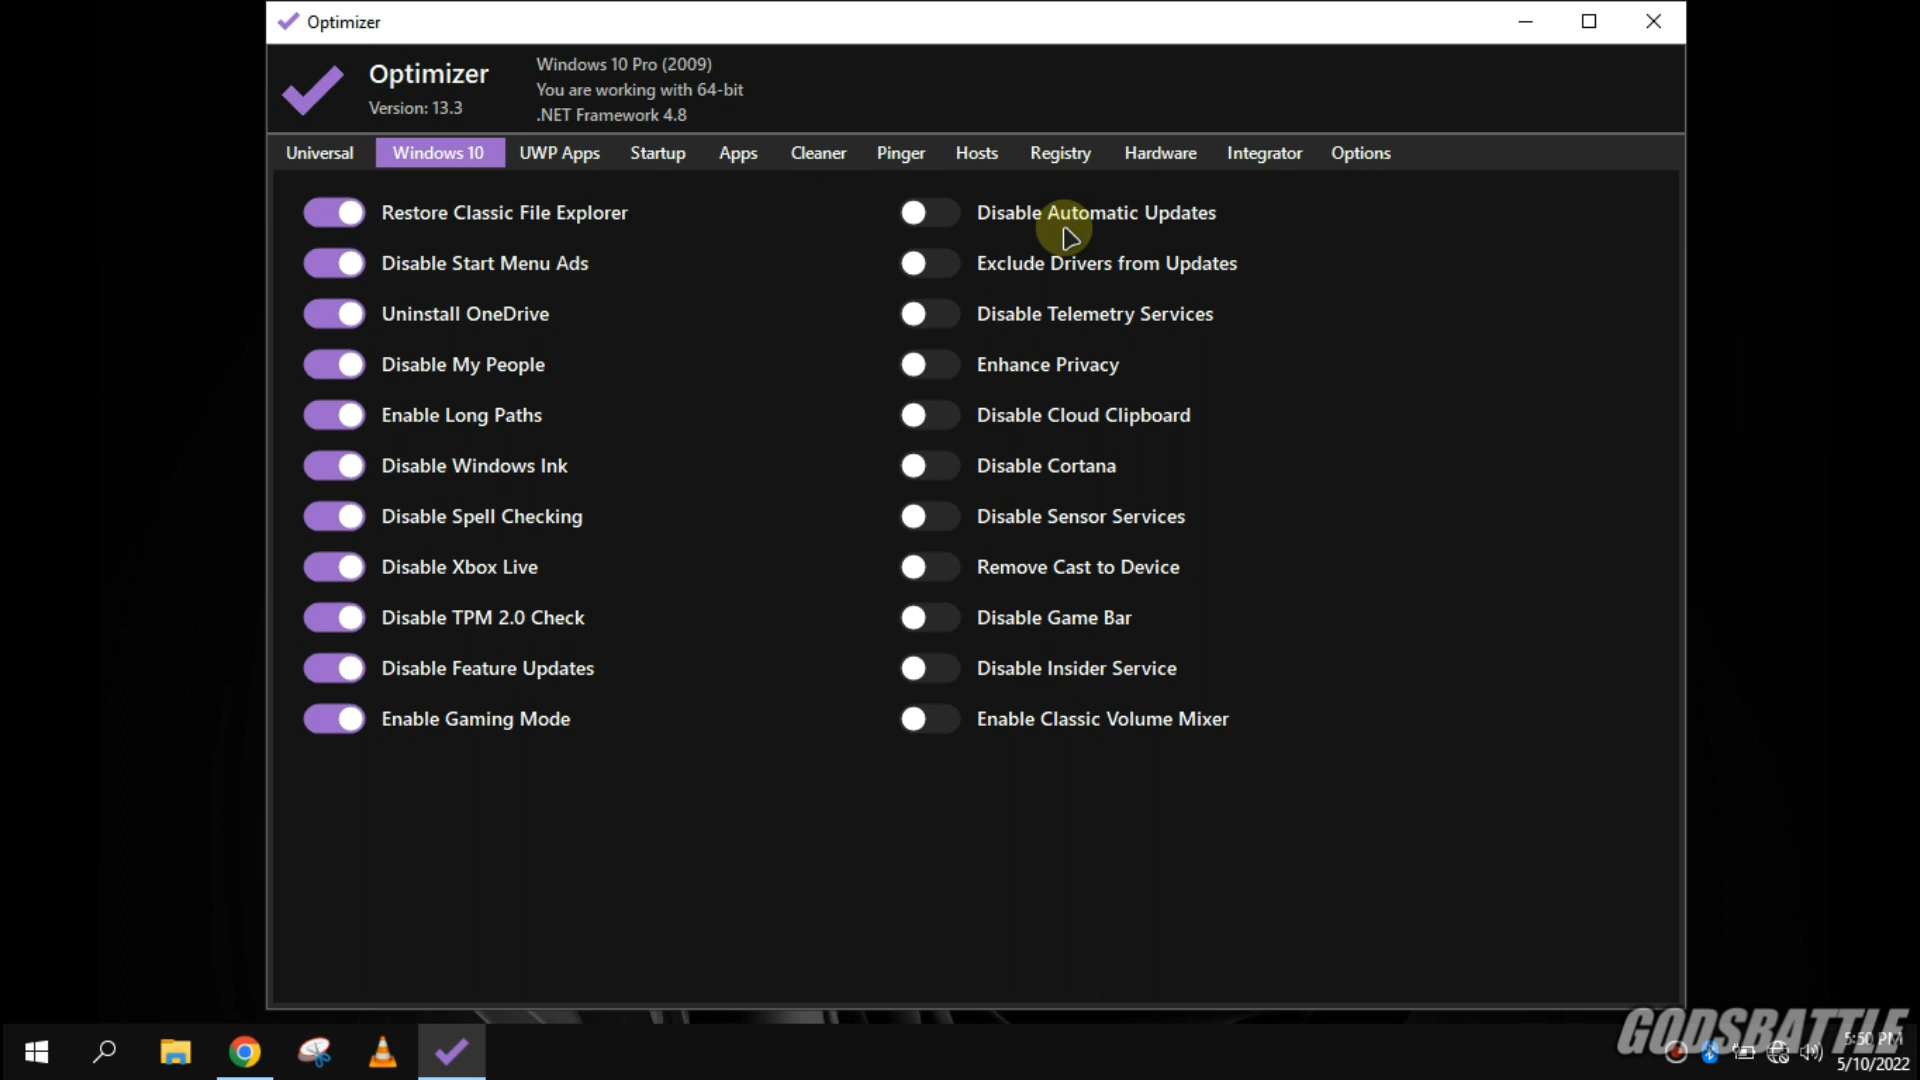 Optimizer
Optimizer
Version: 13.3
Windows 10 Pro (2009)
You are working with 64-bit
.NET Framework 4.8
Universal Windows 10 UWP Apps Startup Apps Cleaner Pinger Hosts Registry Hardware Integrator Options
Restore Classic File Explorer
Disable Start Menu Ads
Uninstall OneDrive
Disable My People
Enable Long Paths
Disable Windows Ink
Disable Spell Checking
Disable Xbox Live
Disable TPM 2.0 Check
Disable Feature Updates
Enable Gaming Mode
Disable Automatic Updates
Exclude Drivers from Updates
Disable Telemetry Services
Enhance Privacy
Disable Cloud Clipboard
Disable Cortana
Disable Sensor Services
Remove Cast to Device
Disable Game Bar
Disable Insider Service
Enable Classic Volume Mixer
GODSBATTLE
5:50 PM
5/10/2022